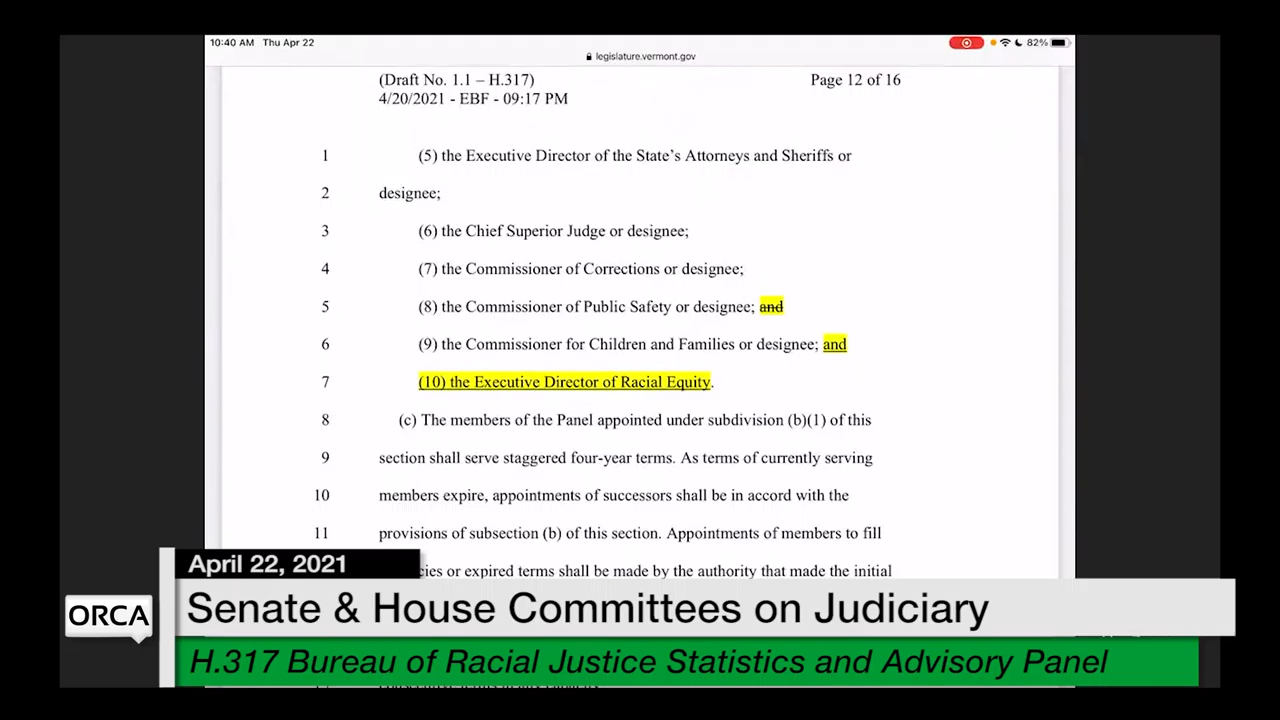 10:40 AM Thu Apr 22
82%
legislature.vermont.gov
(Draft No. 1.1 – H.317) Page 12 of 16
4/20/2021 - EBF - 09:17 PM
1 (5) the Executive Director of the State’s Attorneys and Sheriffs or
2 designee;
3 (6) the Chief Superior Judge or designee;
4 (7) the Commissioner of Corrections or designee;
5 (8) the Commissioner of Public Safety or designee; and
6 (9) the Commissioner for Children and Families or designee; and
7 (10) the Executive Director of Racial Equity.
8 (c) The members of the Panel appointed under subdivision (b)(1) of this
9 section shall serve staggered four-year terms. As terms of currently serving
10 members expire, appointments of successors shall be in accord with the
11 provisions of subsection (b) of this section. Appointments of members to fill
or expired terms shall be made by the authority that made the initial
April 22, 2021
ORCA
Senate & House Committees on Judiciary
H.317 Bureau of Racial Justice Statistics and Advisory Panel